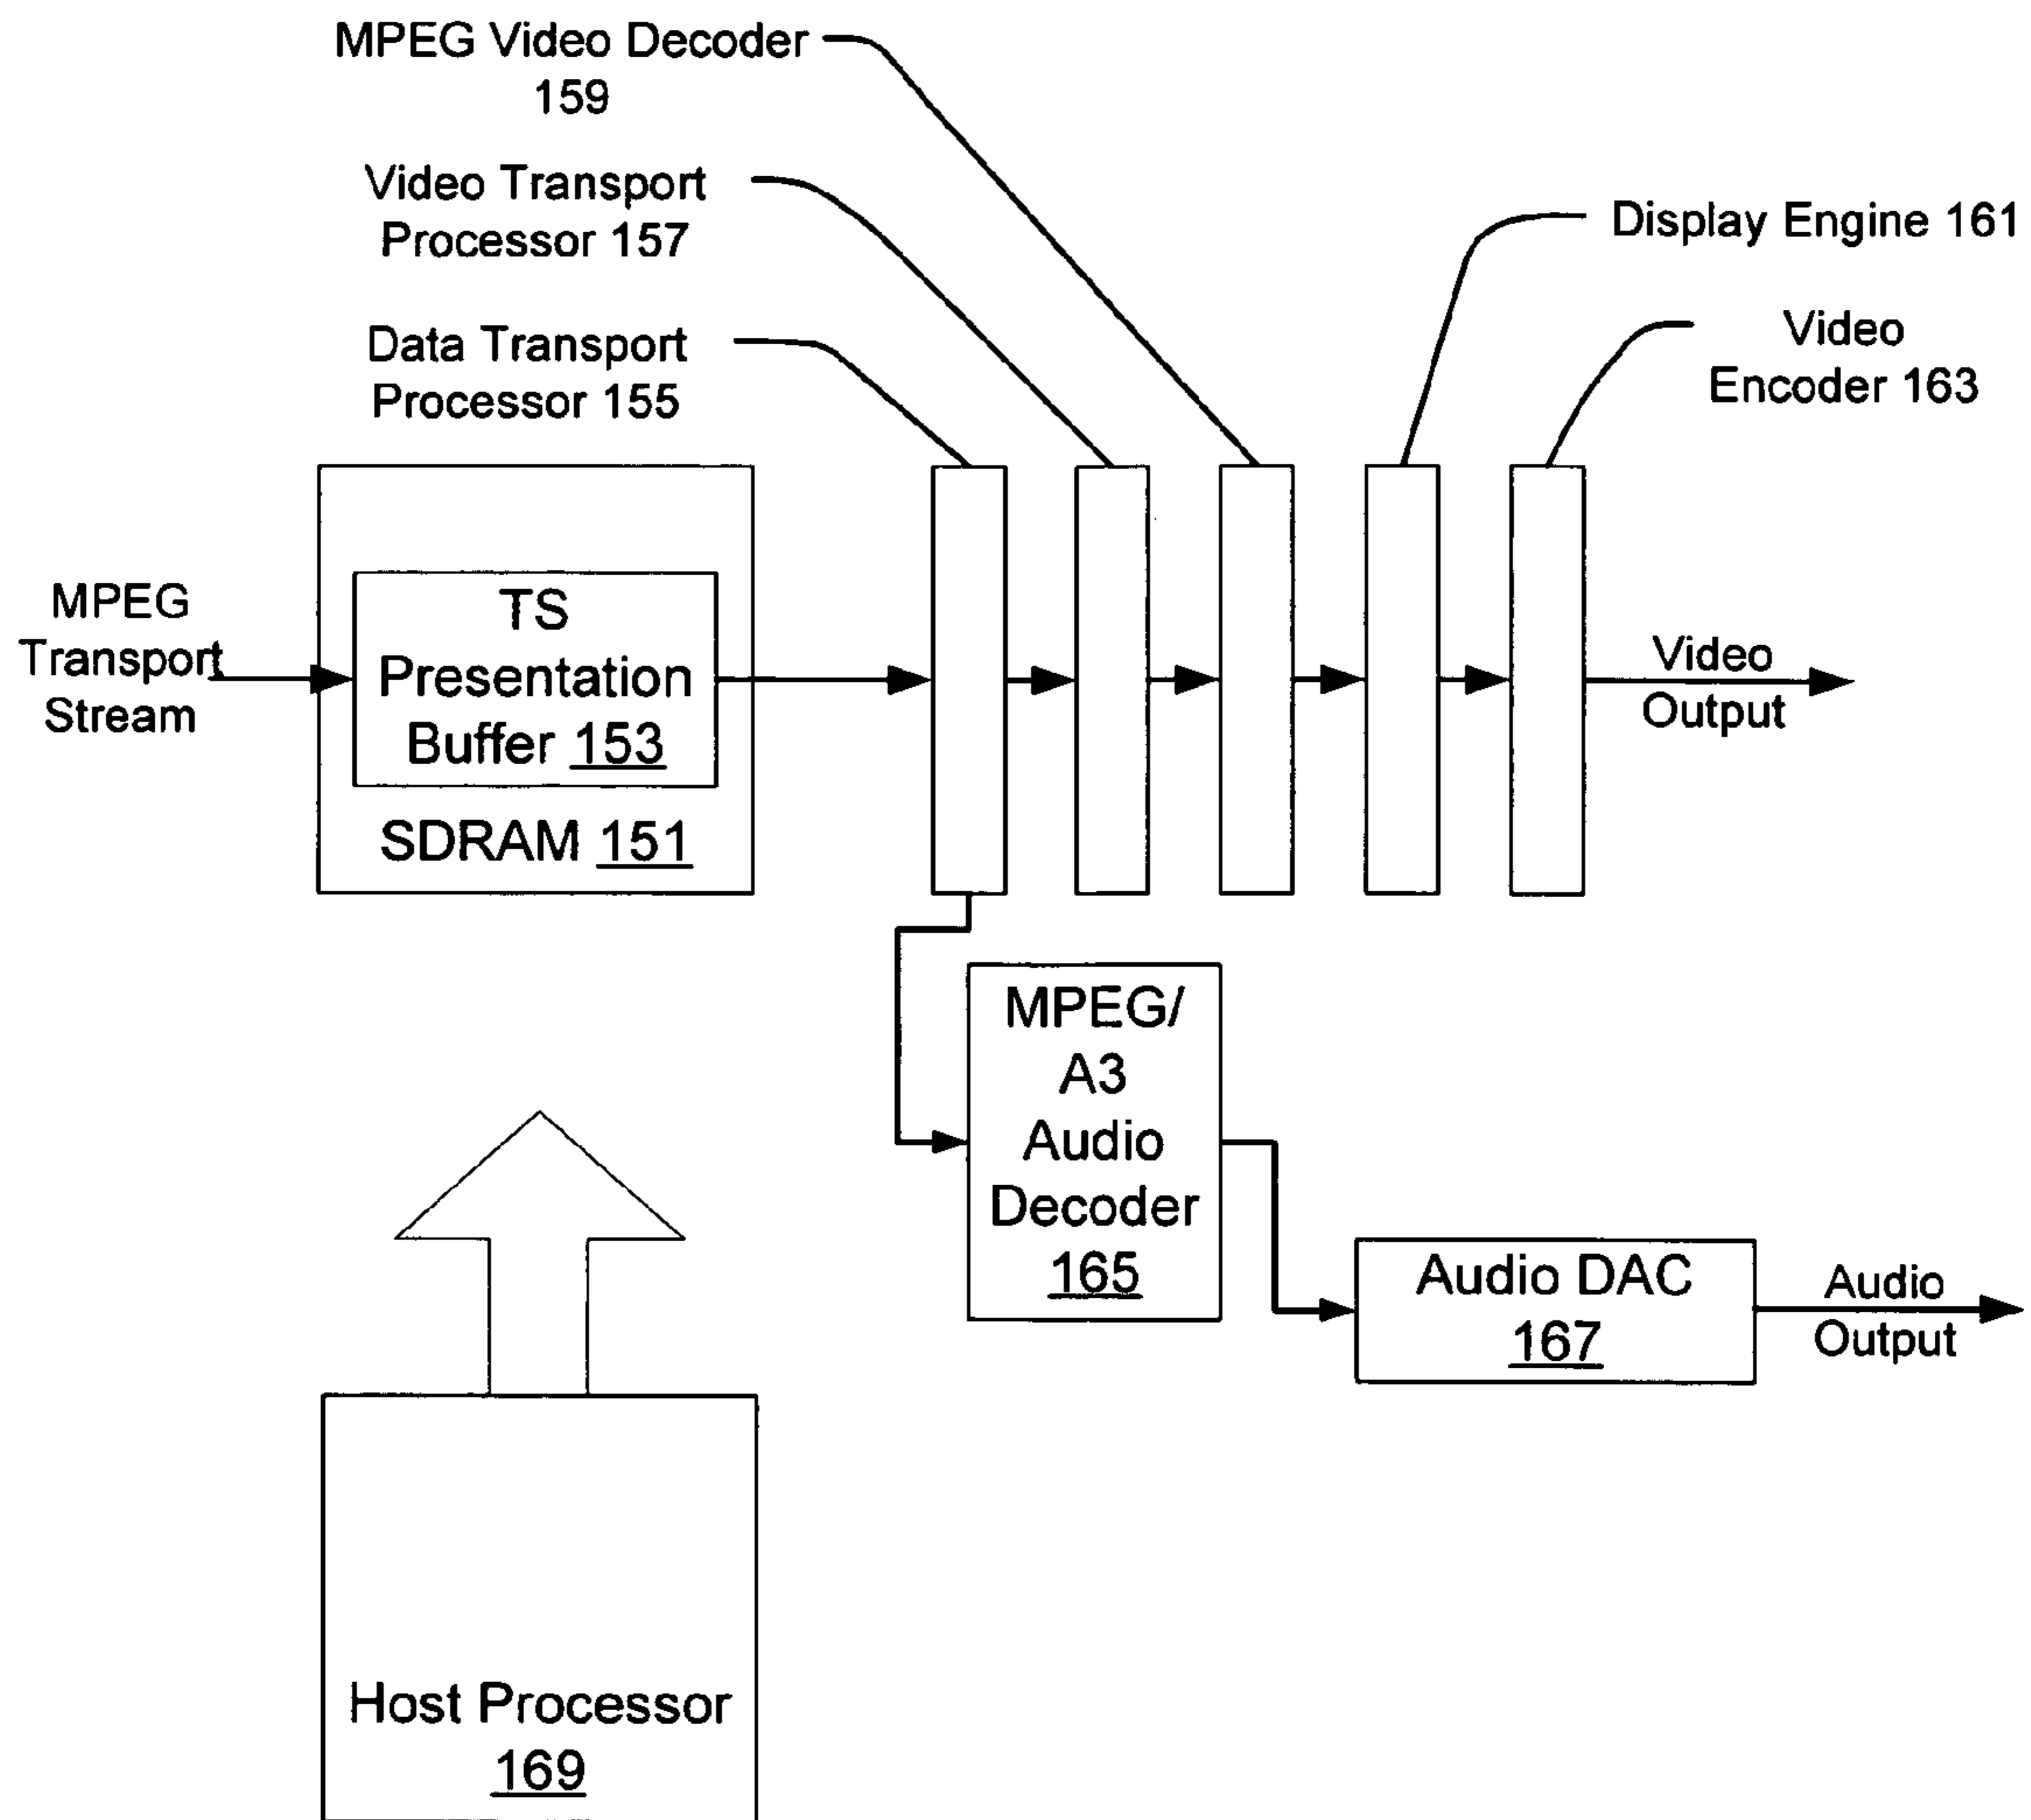 MPEG Video Decoder
159
Video Transport
Processor 157
Data Transport
Processor 155
Display Engine 161
Video
Encoder 163
MPEG
Transport
Stream
TS
Presentation
Buffer 153
SDRAM 151
Video
Output
MPEG/
A3
Audio
Decoder
165
Audio DAC
167
Audio
Output
Host Processor
169